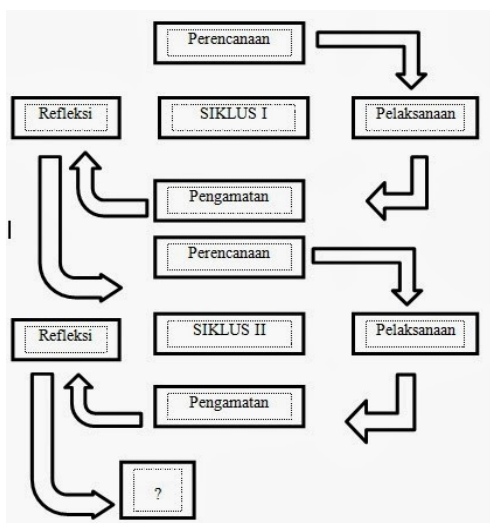 Perencanaan
Refleksi
SIKLUS I
Pelaksanaan
Pengamatan
Perencanaan
Refleksi
SIKLUS II
Pelaksanaan
Pengamatan
?